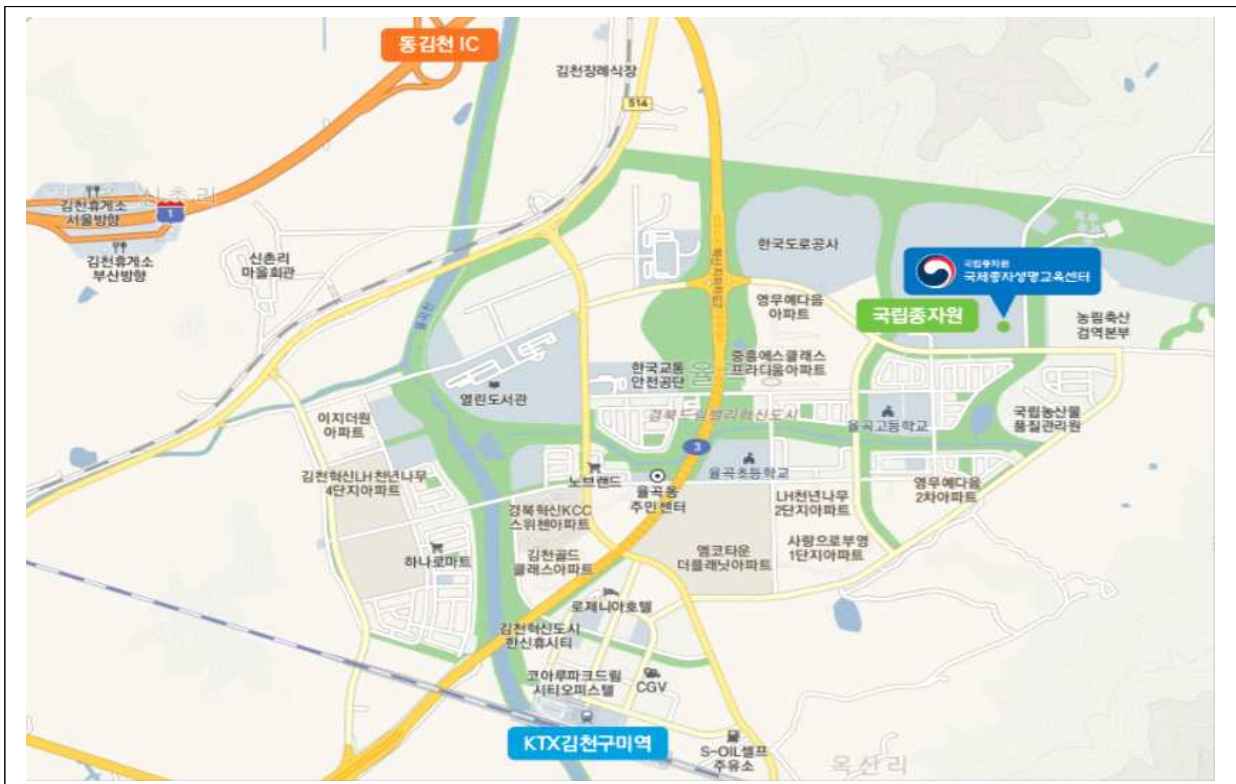 동김천 IC
김천장례식장
514
신촌리
김천휴게소
서울방향
1
김천휴게소
부산방향
신촌리
마을회관
율곡천
혁신지하차도
한국도로공사
국립종자원
국제종자생명교육센터
국립종자원
영무예다음
아파트
농림축산
검역본부
한국교통
안전공단
율
중흥에스클래스
프라디움아파트
열린도서관
경북드림밸리혁신도시
이지더원
아파트
율곡고등학교
국립농산물
품질관리원
3
김천혁신LH천년나무
4단지아파트
노브랜드
율곡동
주민센터
율곡초등학교
LH천년나무
2단지아파트
영무예다음
2차아파트
경북혁신KCC
스위첸아파트
하나로마트
김천골드
클래스아파트
엠코타운
더플래닛아파트
사랑으로부영
1단지아파트
로제니아호텔
김천혁신도시
한신휴시티
코아루파크드림
시티오피스텔
CGV
KTX김천구미역
S-OIL셀프
주유소
옥산리